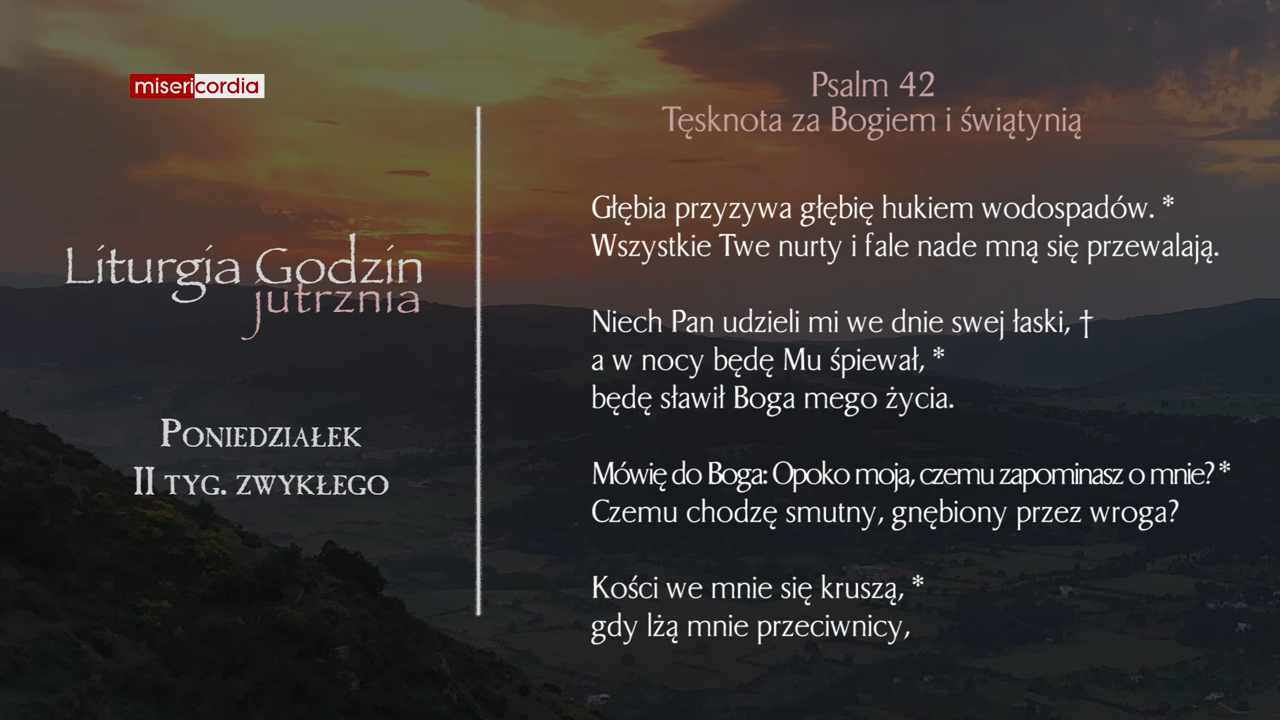 misericordia
Liturgia Godzin
jutrznia
Poniedziałek
II tyg. zwykłego
Psalm 42
Tęsknota za Bogiem i świątynią
Głębia przyzywa głębię hukiem wodospadów. *
Wszystkie Twe nurty i fale nade mną się przewalają.
Niech Pan udzieli mi we dnie swej łaski, †
a w nocy będę Mu śpiewał, *
będę sławił Boga mego życia.
Mówię do Boga: Opoko moja, czemu zapominasz o mnie? *
Czemu chodzę smutny, gnębiony przez wroga?
Kości we mnie się kruszą, *
gdy lżą mnie przeciwnicy,